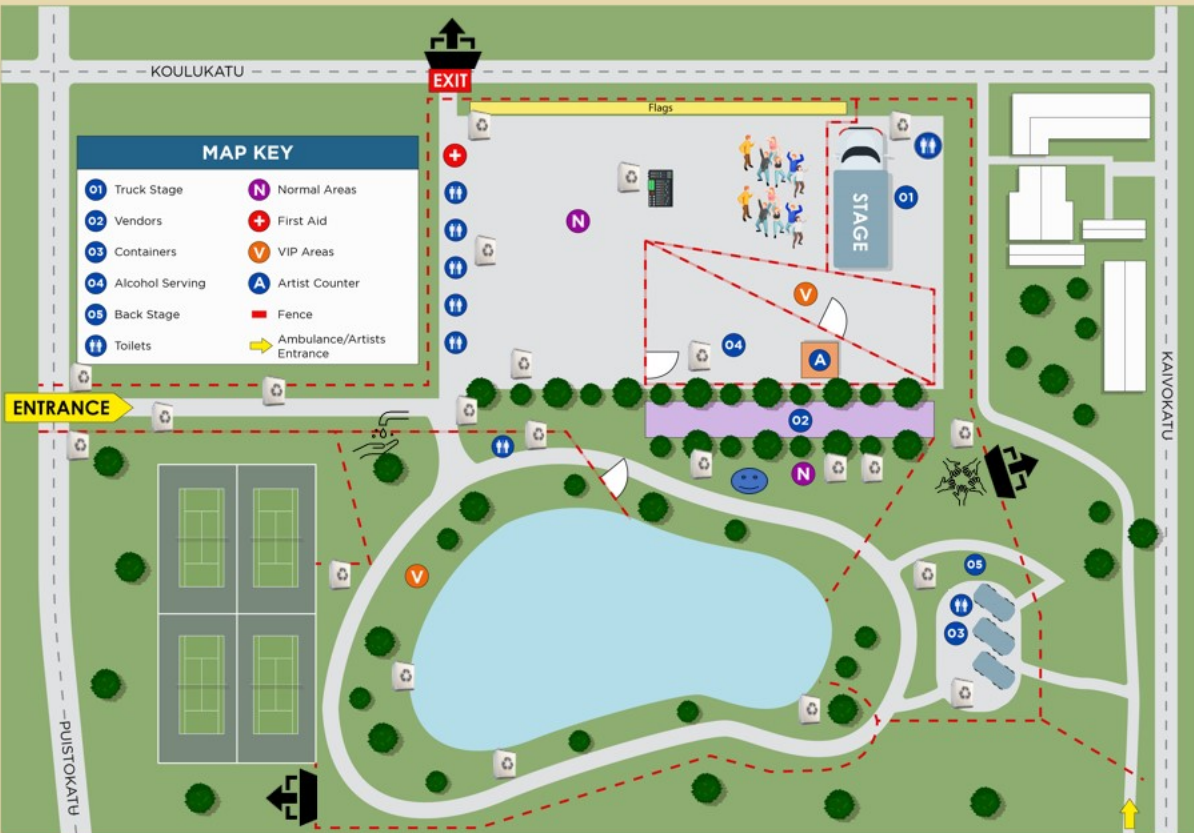 KOULUKATU
EXIT
Flags
MAP KEY
01 Truck Stage
N Normal Areas
02 Vendors
+ First Aid
03 Containers
V VIP Areas
04 Alcohol Serving
A Artist Counter
05 Back Stage
Fence
Toilets
Ambulance/Artists
Entrance
01
STAGE
N
V
04
A
ENTRANCE
02
N
KAIVOKATU
05
V
03
PUISTOKATU